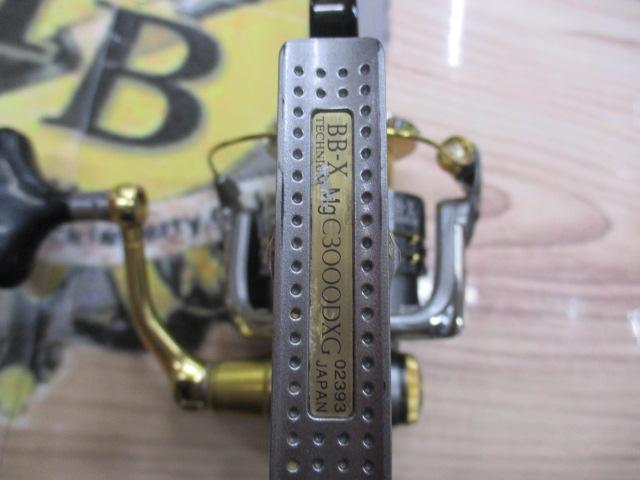 BB-X Mg C3000DXG
TECHNIUM
02393
JAPAN
B